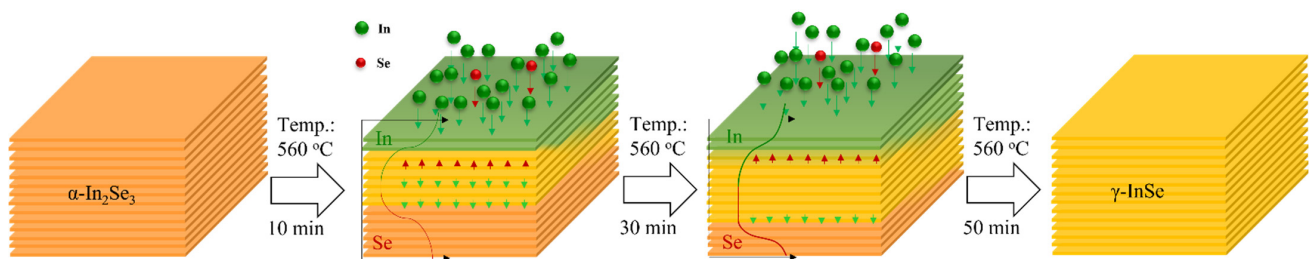 α-In₂Se₃
Temp.:
560 °C
10 min
In
Se
In
Se
Temp.:
560 °C
30 min
In
Se
Temp.:
560 °C
50 min
γ-InSe